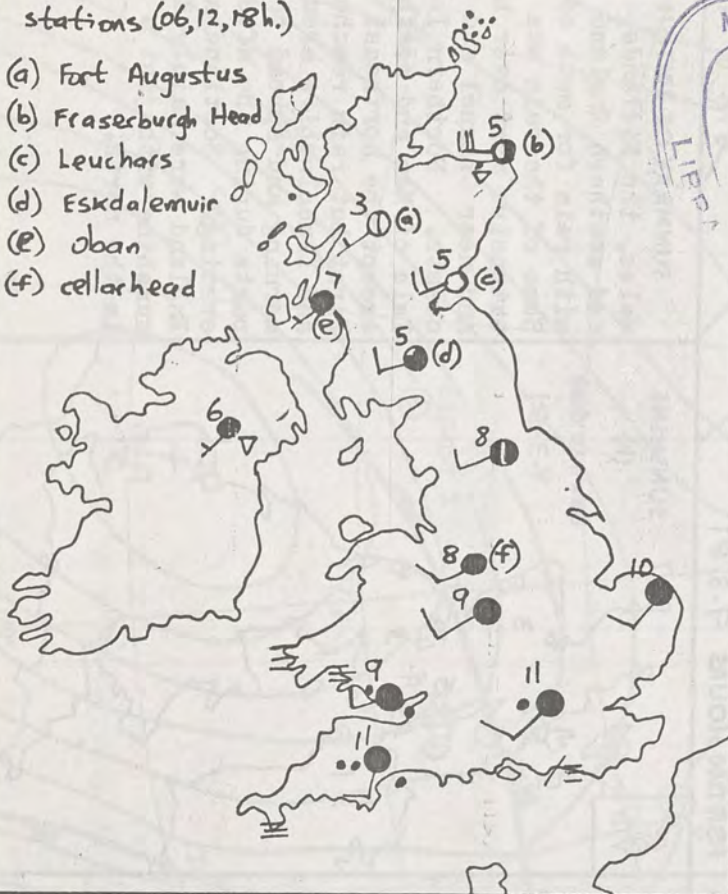 stations (06,12,18h.)
(a) Fort Augustus
(b) Fraserburgh Head
(c) Leuchars
(d) Eskdalemuir
(e) Oban
(f) cellarhead
5 (b)
3 (a)
5 (c)
(e)
5 (d)
6
8
8 (f)
10
9
9
11
11